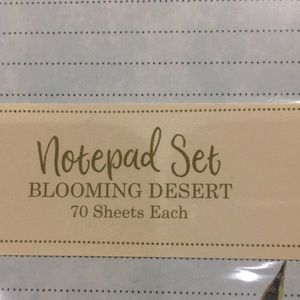 Notepad Set
BLOOMING DESERT
70 Sheets Each